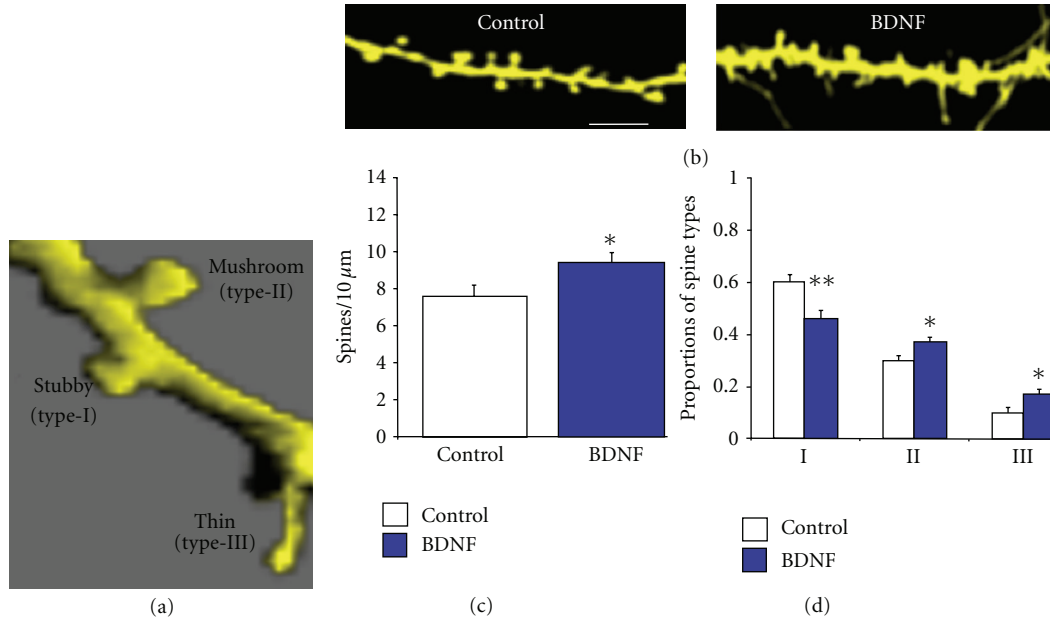 Control
BDNF
(b)
Mushroom
(type-II)
Stubby
(type-I)
Thin
(type-III)
(a)
Spines/10 μm
14
12
10
8
6
4
2
0
*
Control
BDNF
Control
BDNF
(c)
Proportions of spine types
1
0.8
0.6
0.4
0.2
0
**
*
*
I
II
III
Control
BDNF
(d)